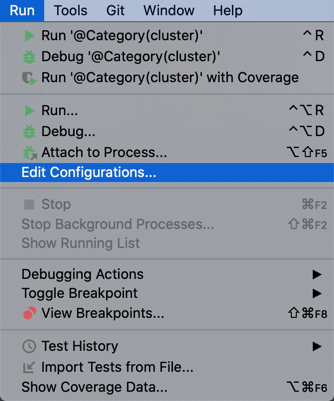 Run Tools Git Window Help
Run '@Category(cluster)' ^R
Debug '@Category(cluster)' ^D
Run '@Category(cluster)' with Coverage
Run... ^⌥R
Debug... ^⌥D
Attach to Process... ⌥⇧F5
Edit Configurations...
Stop ⌘F2
Stop Background Processes... ⇧⌘F2
Show Running List
Debugging Actions
Toggle Breakpoint
View Breakpoints... ⇧⌘F8
Test History
Import Tests from File...
Show Coverage Data... ⌥⌘F6